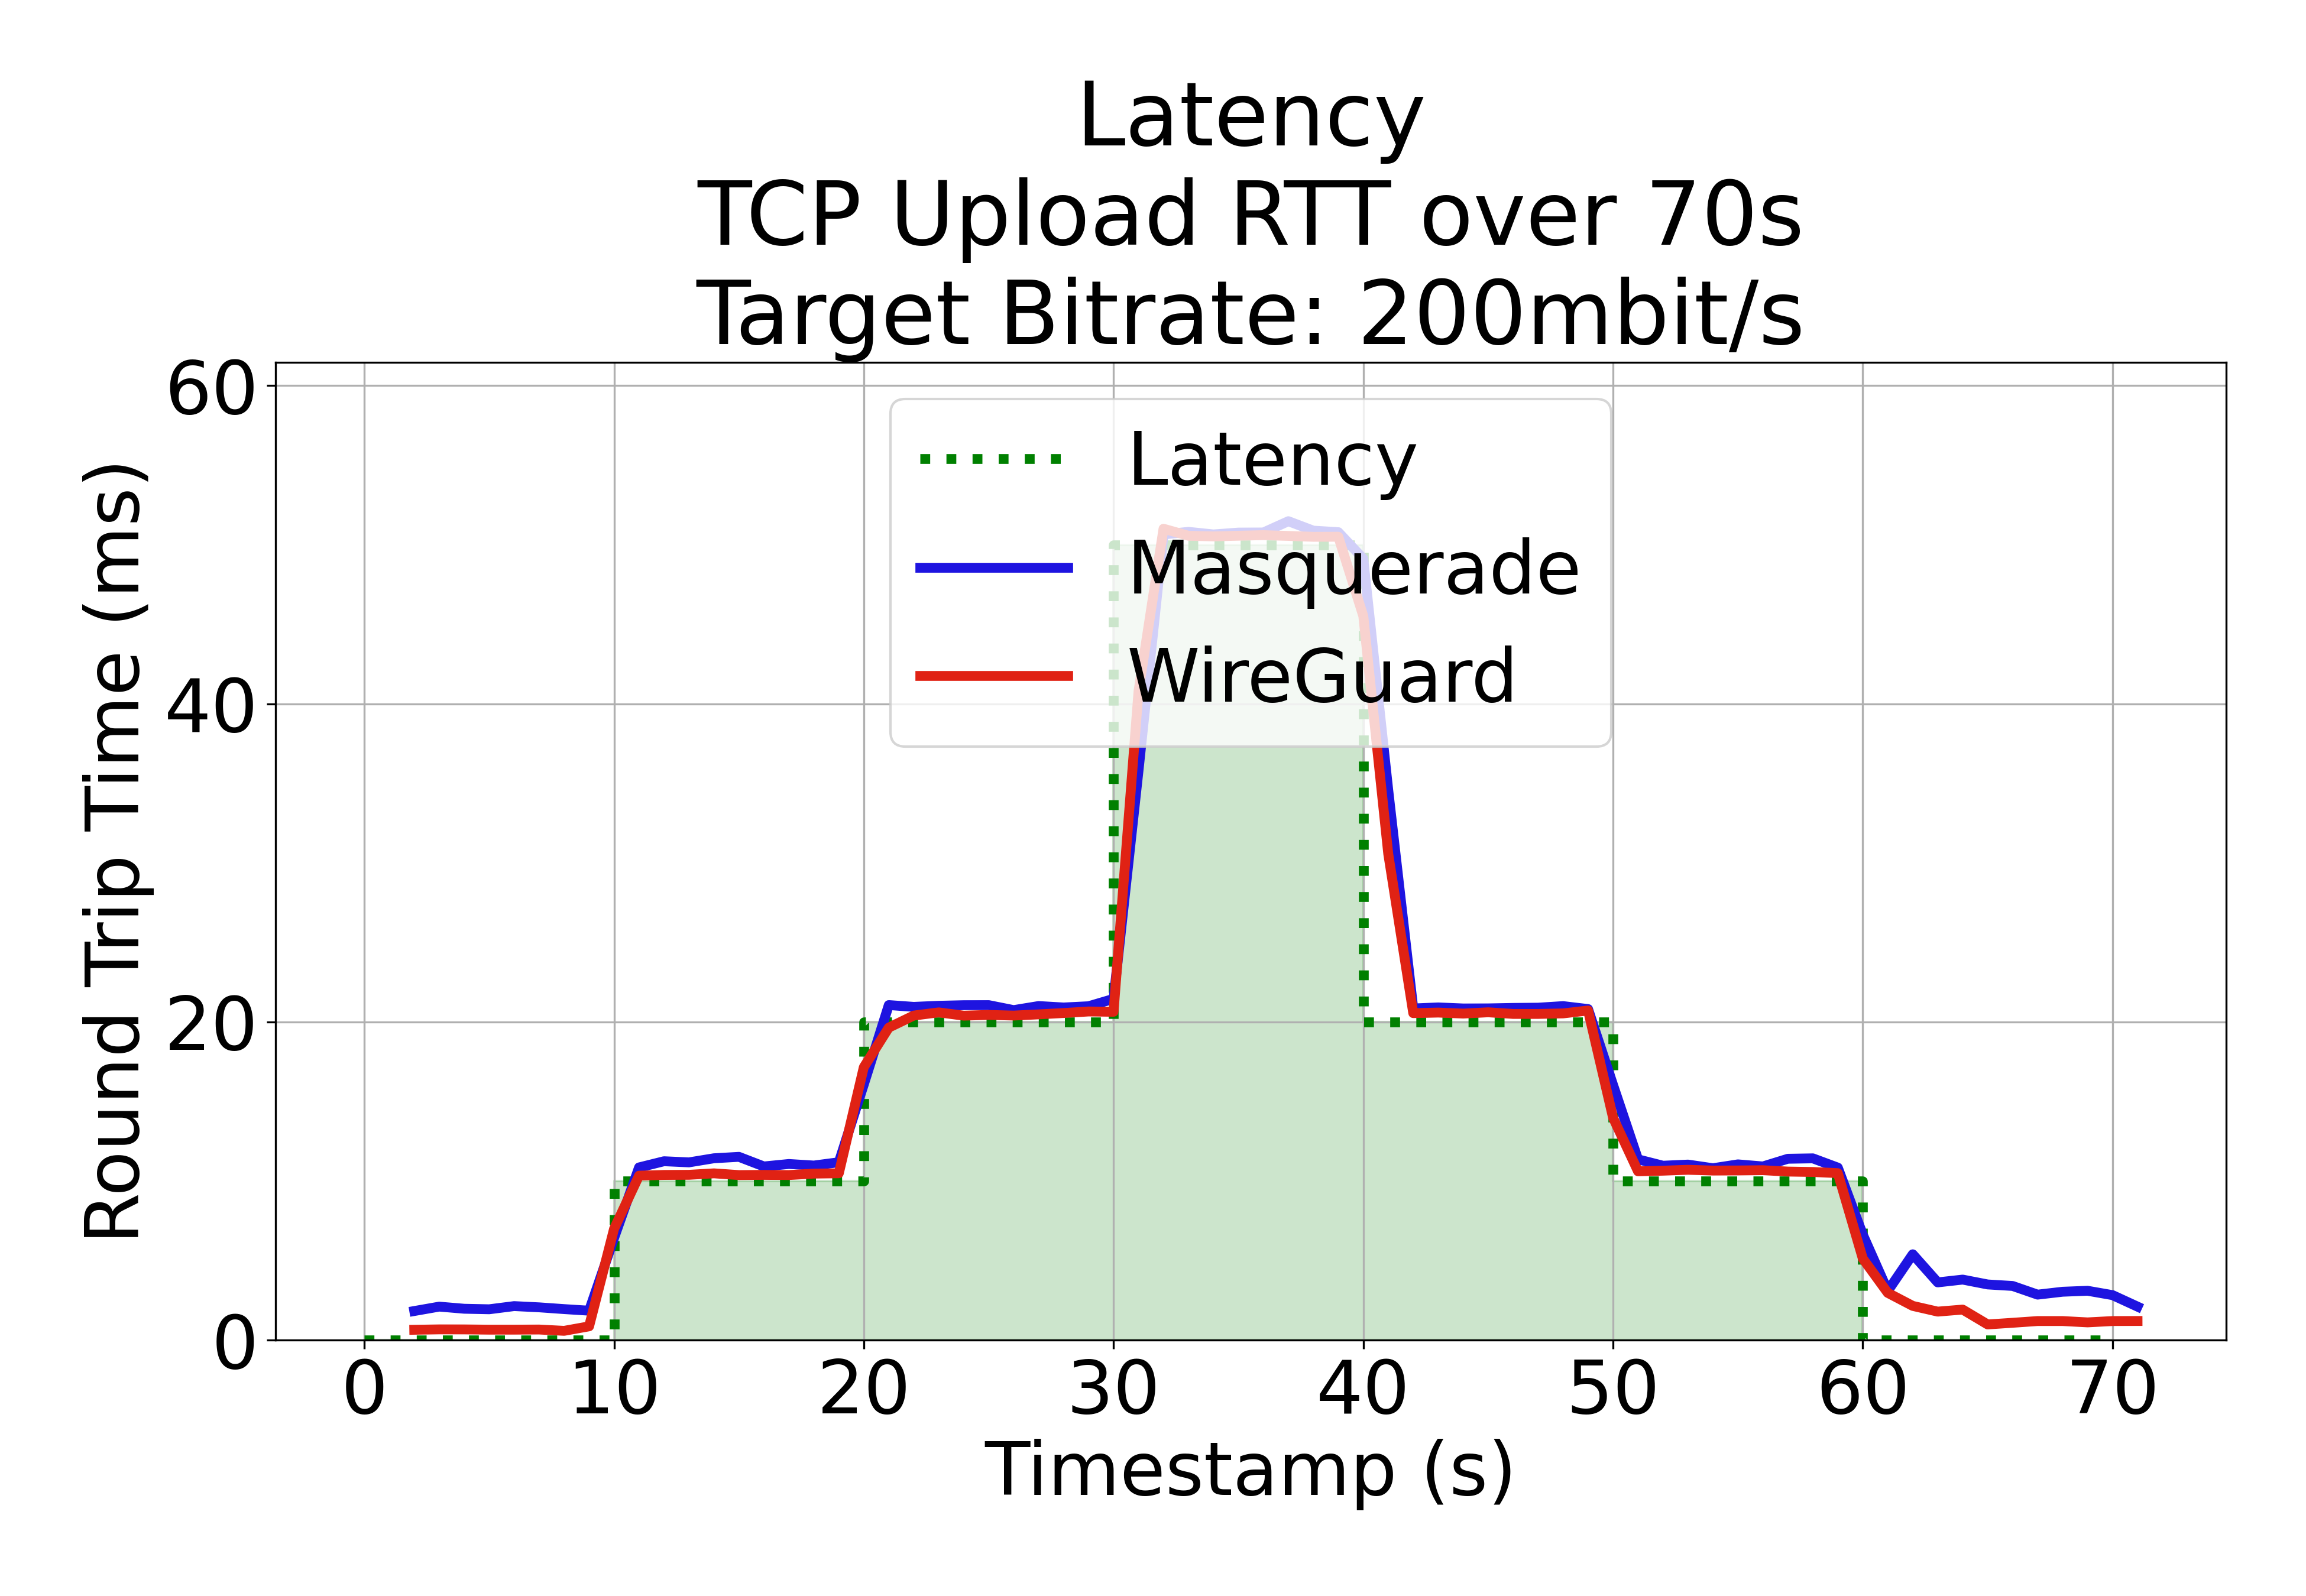 Latency
TCP Upload RTT over 70s
Target Bitrate: 200mbit/s
Round Trip Time (ms)
60
40
20
0
Latency
Masquerade
WireGuard
0 10 20 30 40 50 60 70
Timestamp (s)